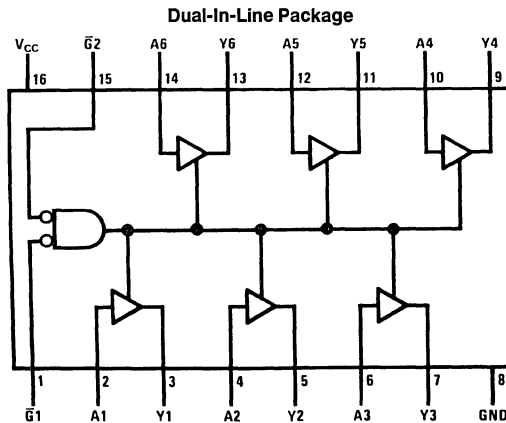 Dual-In-Line Package
VCC G̅2 A6 Y6 A5 Y5 A4 Y4
16 15 14 13 12 11 10 9
1 2 3 4 5 6 7 8
G̅1 A1 Y1 A2 Y2 A3 Y3 GND